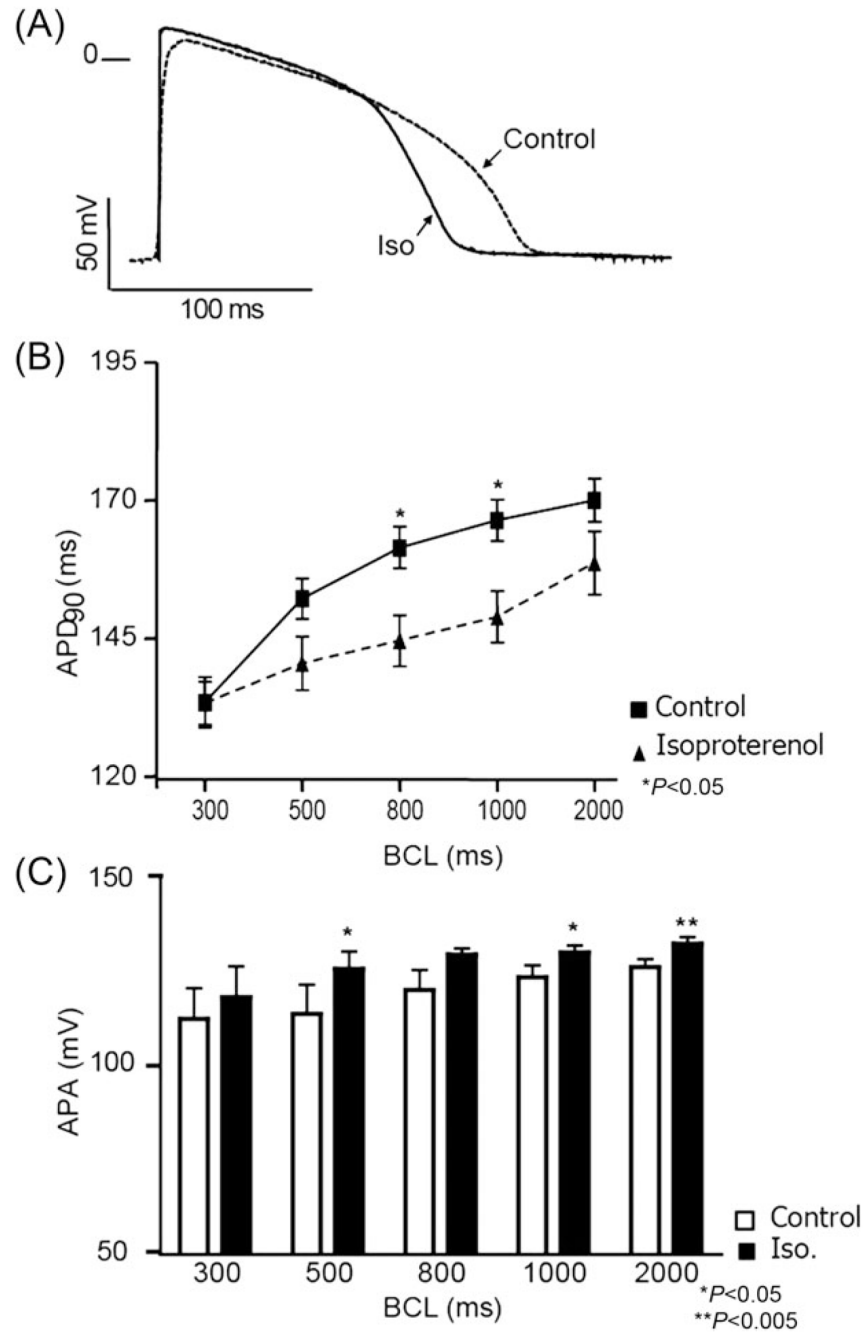 (A)
0
Control
Iso
50 mV
100 ms
(B)
195
170
145
120
APD90 (ms)
* *
300 500 800 1000 2000
BCL (ms)
Control
Isoproterenol
*P<0.05
(C)
150
100
50
APA (mV)
* * **
300 500 800 1000 2000
BCL (ms)
Control
Iso.
*P<0.05
**P<0.005